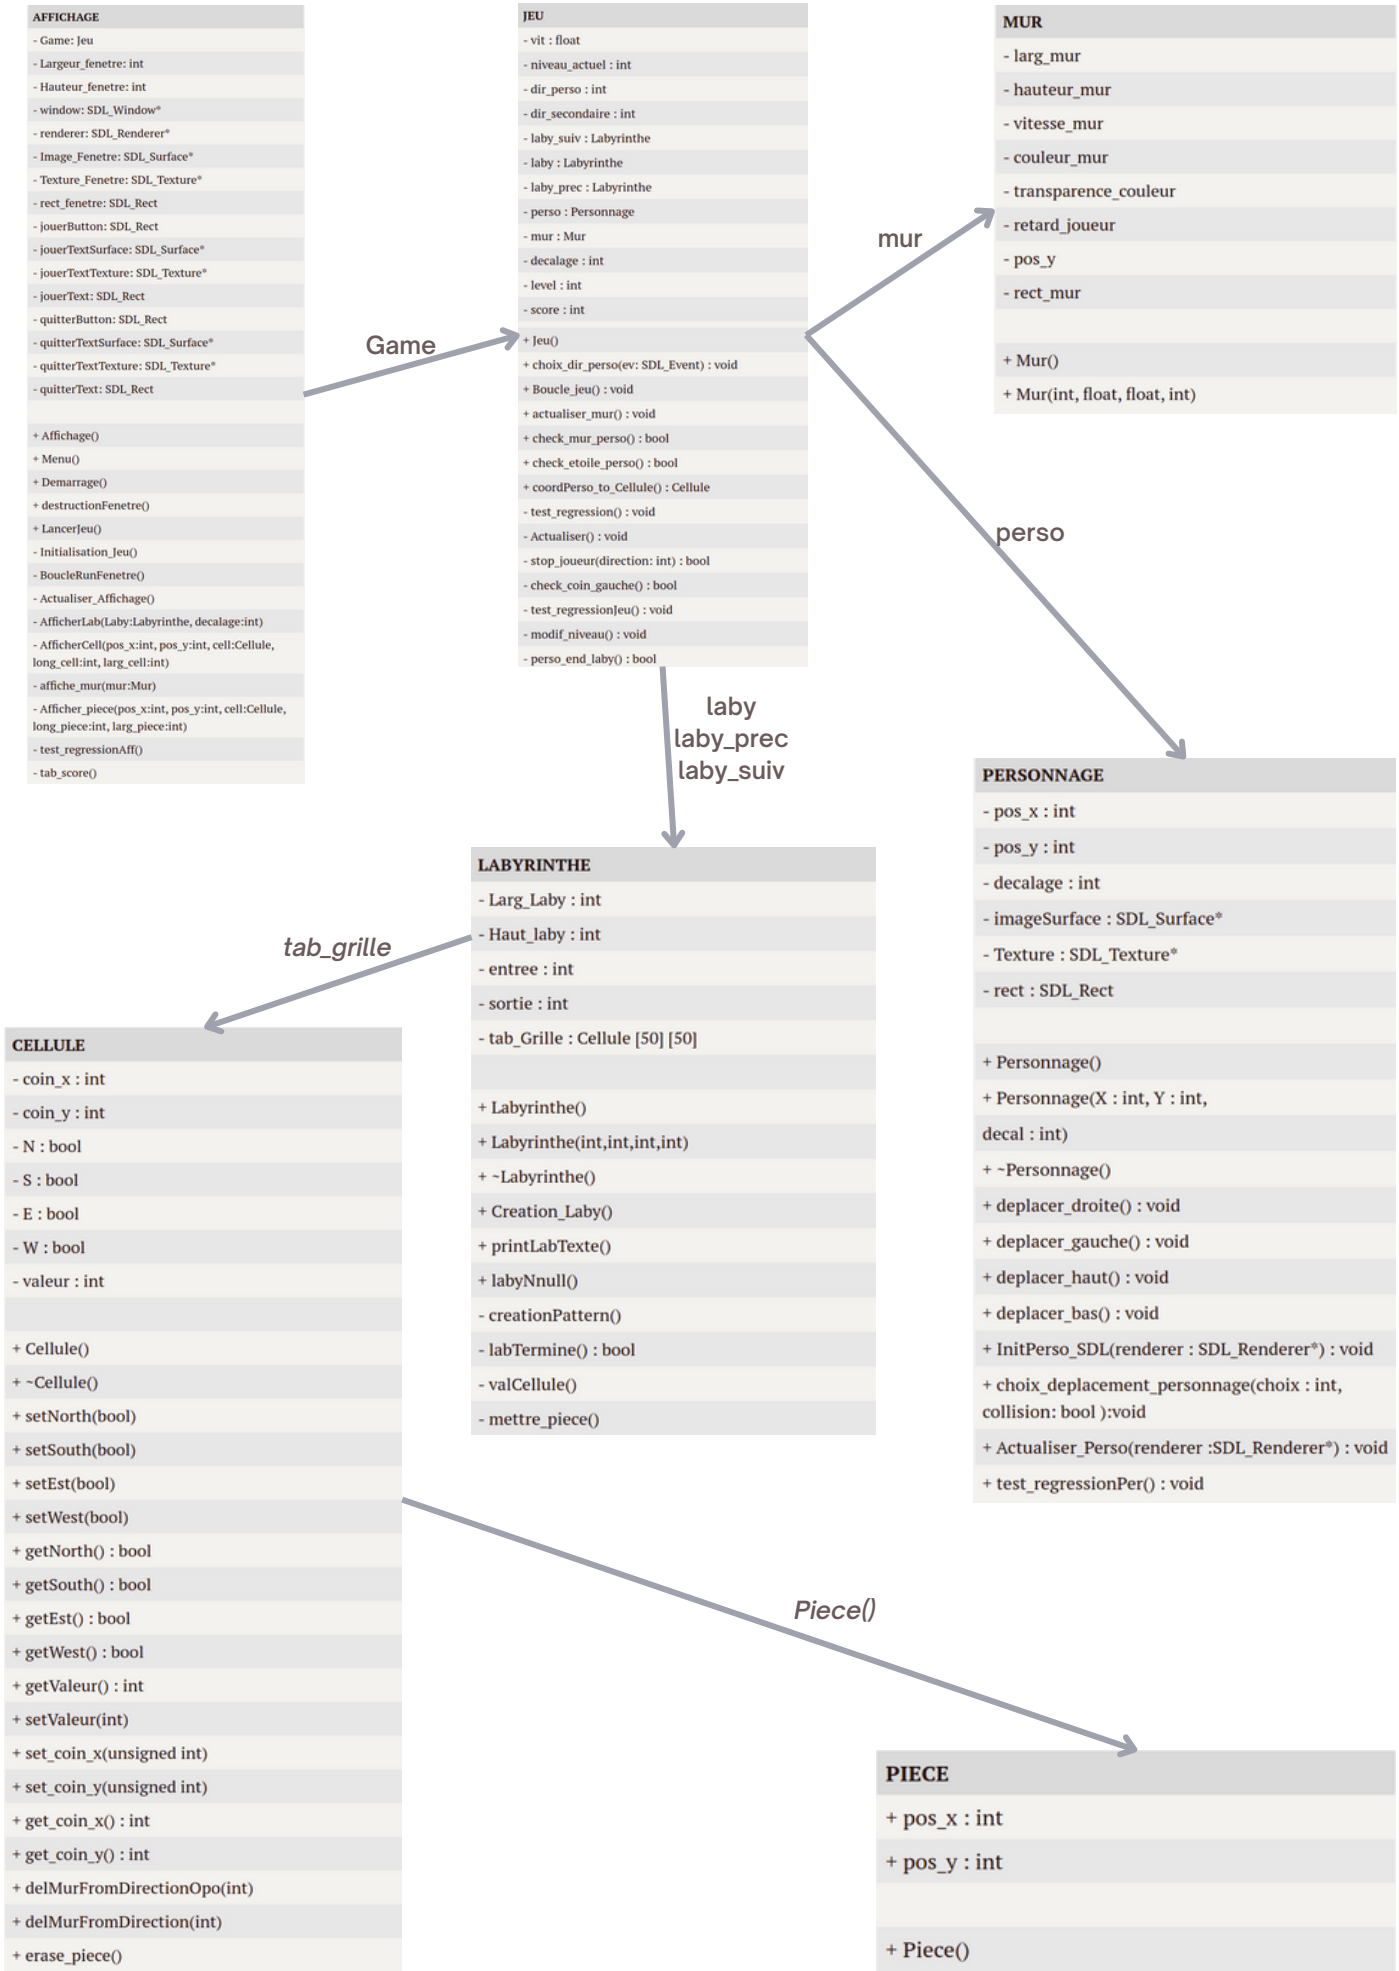 AFFICHAGE
- Game: Jeu
- Largeur_fenetre: int
- Hauteur_fenetre: int
- window: SDL_Window*
- renderer: SDL_Renderer*
- Image_Fenetre: SDL_Surface*
- Texture_Fenetre: SDL_Texture*
- rect_fenetre: SDL_Rect
- jouerButton: SDL_Rect
- jouerTextSurface: SDL_Surface*
- jouerTextTexture: SDL_Texture*
- jouerText: SDL_Rect
- quitterButton: SDL_Rect
- quitterTextSurface: SDL_Surface*
- quitterTextTexture: SDL_Texture*
- quitterText: SDL_Rect
+ Affichage()
+ Menu()
+ Demarrage()
+ destructionFenetre()
+ LancerJeu()
- Initialisation_Jeu()
- BoucleRunFenetre()
- Actualiser_Affichage()
- AfficherLab(Laby:Labyrinthe, decalage:int)
- AfficherCell(pos_x:int, pos_y:int, cell:Cellule,
long_cell:int, larg_cell:int)
- affiche_mur(mur:Mur)
- Afficher_piece(pos_x:int, pos_y:int, cell:Cellule,
long_piece:int, larg_piece:int)
- test_regressionAff()
- tab_score()
Game
JEU
- vit : float
- niveau_actuel : int
- dir_perso : int
- dir_secondaire : int
- laby_suiv : Labyrinthe
- laby : Labyrinthe
- laby_prec : Labyrinthe
- perso : Personnage
- mur : Mur
- decalage : int
- level : int
- score : int
+ Jeu()
+ choix_dir_perso(ev: SDL_Event) : void
+ Boucle_jeu() : void
+ actualiser_mur() : void
+ check_mur_perso() : bool
+ check_etoile_perso() : bool
+ coordPerso_to_Cellule() : Cellule
- test_regression() : void
- Actualiser() : void
- stop_joueur(direction: int) : bool
- check_coin_gauche() : bool
- test_regressionJeu() : void
- modif_niveau() : void
- perso_end_laby() : bool
mur
MUR
- larg_mur
- hauteur_mur
- vitesse_mur
- couleur_mur
- transparence_couleur
- retard_joueur
- pos_y
- rect_mur
+ Mur()
+ Mur(int, float, float, int)
perso
laby
laby_prec
laby_suiv
PERSONNAGE
- pos_x : int
- pos_y : int
- decalage : int
- imageSurface : SDL_Surface*
- Texture : SDL_Texture*
- rect : SDL_Rect
+ Personnage()
+ Personnage(X : int, Y : int,
decal : int)
+ ~Personnage()
+ deplacer_droite() : void
+ deplacer_gauche() : void
+ deplacer_haut() : void
+ deplacer_bas() : void
+ InitPerso_SDL(renderer : SDL_Renderer*) : void
+ choix_deplacement_personnage(choix : int,
collision: bool ):void
+ Actualiser_Perso(renderer :SDL_Renderer*) : void
+ test_regressionPer() : void
LABYRINTHE
- Larg_Laby : int
- Haut_laby : int
- entree : int
- sortie : int
- tab_Grille : Cellule [50] [50]
+ Labyrinthe()
+ Labyrinthe(int,int,int,int)
+ ~Labyrinthe()
+ Creation_Laby()
+ printLabTexte()
+ labyNnull()
- creationPattern()
- labTermine() : bool
- valCellule()
- mettre_piece()
tab_grille
CELLULE
- coin_x : int
- coin_y : int
- N : bool
- S : bool
- E : bool
- W : bool
- valeur : int
+ Cellule()
+ ~Cellule()
+ setNorth(bool)
+ setSouth(bool)
+ setEst(bool)
+ setWest(bool)
+ getNorth() : bool
+ getSouth() : bool
+ getEst() : bool
+ getWest() : bool
+ getValeur() : int
+ setValeur(int)
+ set_coin_x(unsigned int)
+ set_coin_y(unsigned int)
+ get_coin_x() : int
+ get_coin_y() : int
+ delMurFromDirectionOpo(int)
+ delMurFromDirection(int)
+ erase_piece()
Piece()
PIECE
+ pos_x : int
+ pos_y : int
+ Piece()